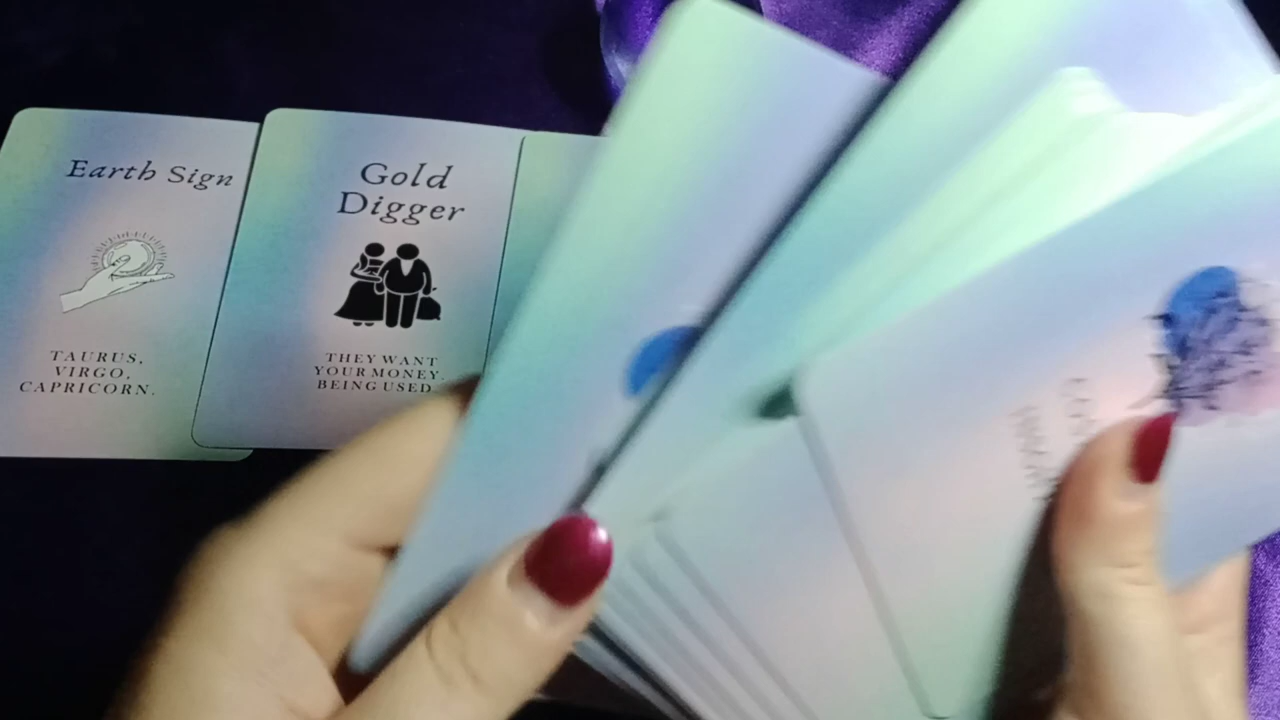 Earth Sign
TAURUS,
VIRGO,
CAPRICORN.
Gold
Digger
THEY WANT
YOUR MONEY.
BEING USED.